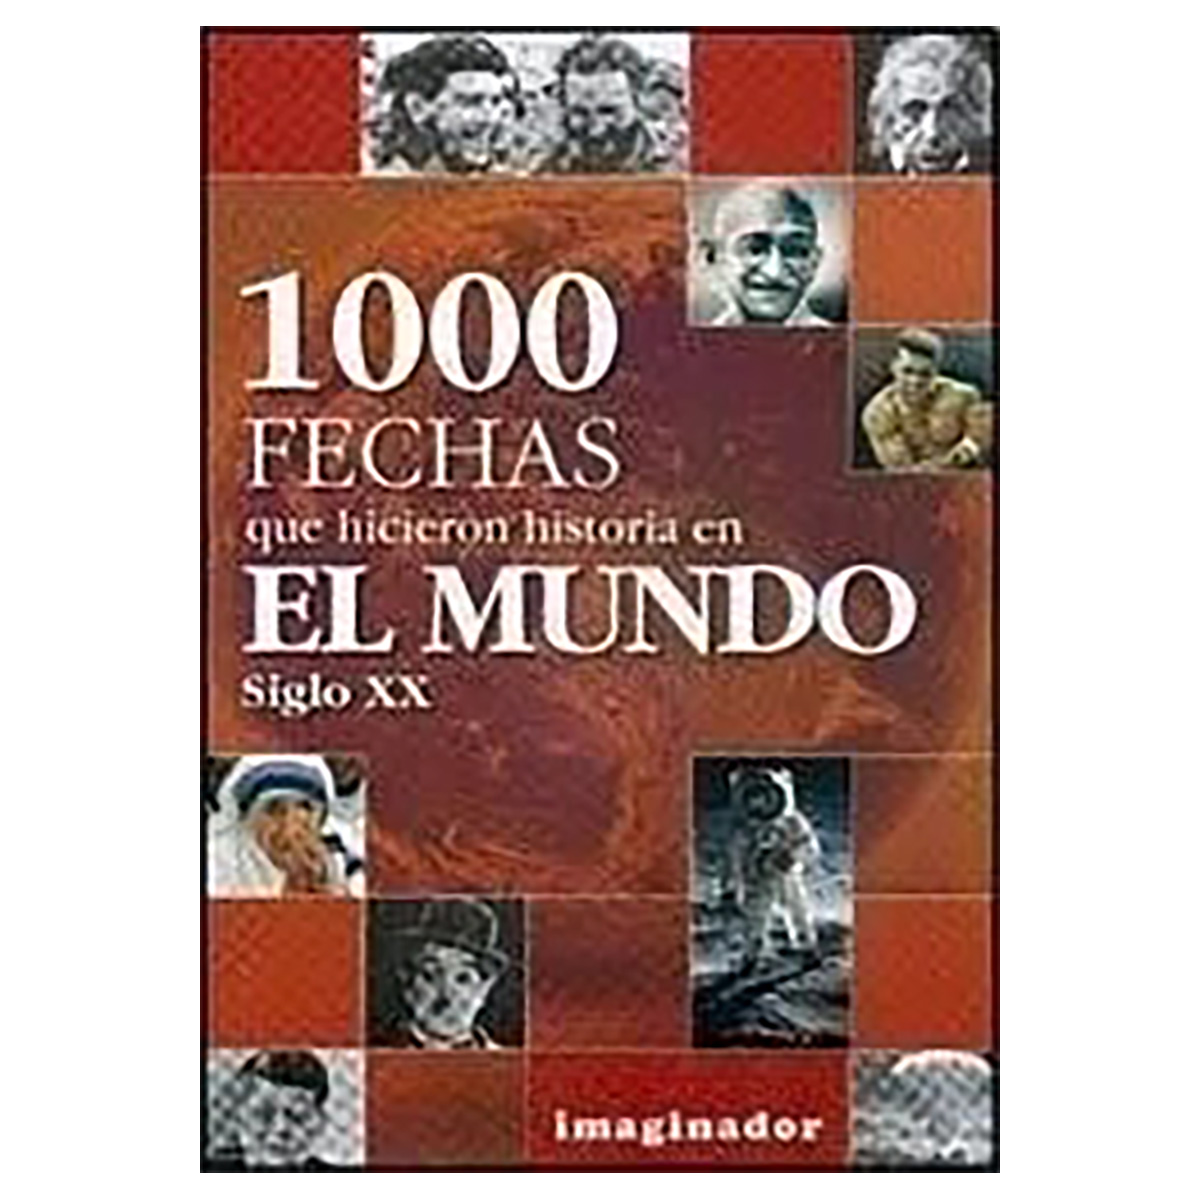 1000
FECHAS
que hicieron historia en
EL MUNDO
Siglo XX
imaginador